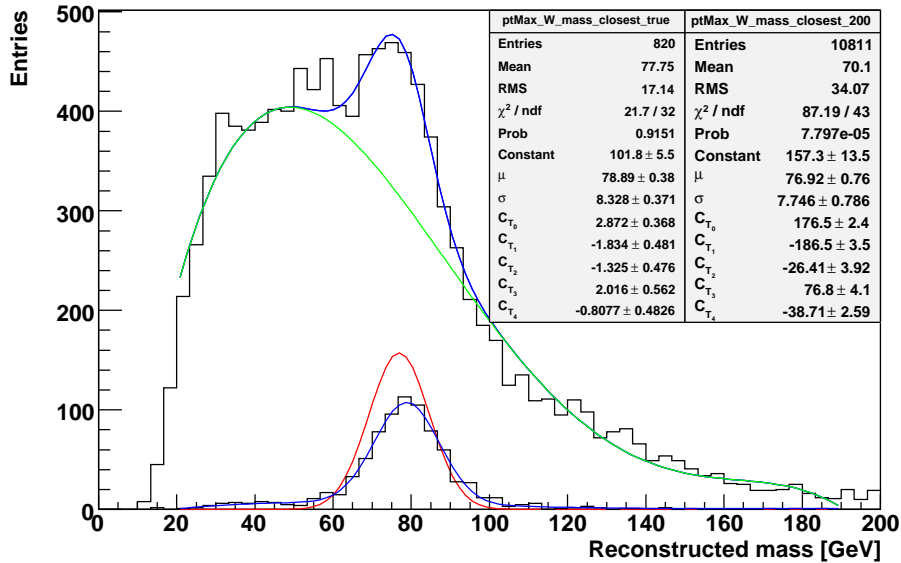 Entries
500
400
300
200
100
0
0 20 40 60 80 100 120 140 160 180 200
Reconstructed mass [GeV]
ptMax_W_mass_closest_true
Entries 820
Mean 77.75
RMS 17.14
χ² / ndf 21.7 / 32
Prob 0.9151
Constant 101.8 ± 5.5
μ 78.89 ± 0.38
σ 8.328 ± 0.371
C_T₀ 2.872 ± 0.368
C_T₁ -1.834 ± 0.481
C_T₂ -1.325 ± 0.476
C_T₃ 2.016 ± 0.562
C_T₄ -0.8077 ± 0.4826
ptMax_W_mass_closest_200
Entries 10811
Mean 70.1
RMS 34.07
χ² / ndf 87.19 / 43
Prob 7.797e-05
Constant 157.3 ± 13.5
μ 76.92 ± 0.76
σ 7.746 ± 0.786
C_T₀ 176.5 ± 2.4
C_T₁ -186.5 ± 3.5
C_T₂ -26.41 ± 3.92
C_T₃ 76.8 ± 4.1
C_T₄ -38.71 ± 2.59